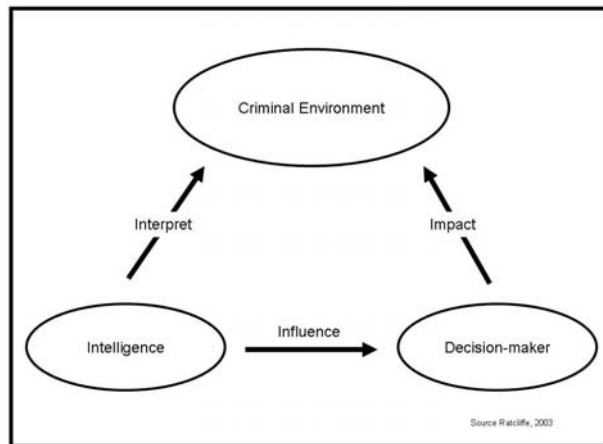 Criminal Environment
Interpret
Impact
Intelligence
Influence
Decision-maker
Source Ratcliffe, 2003